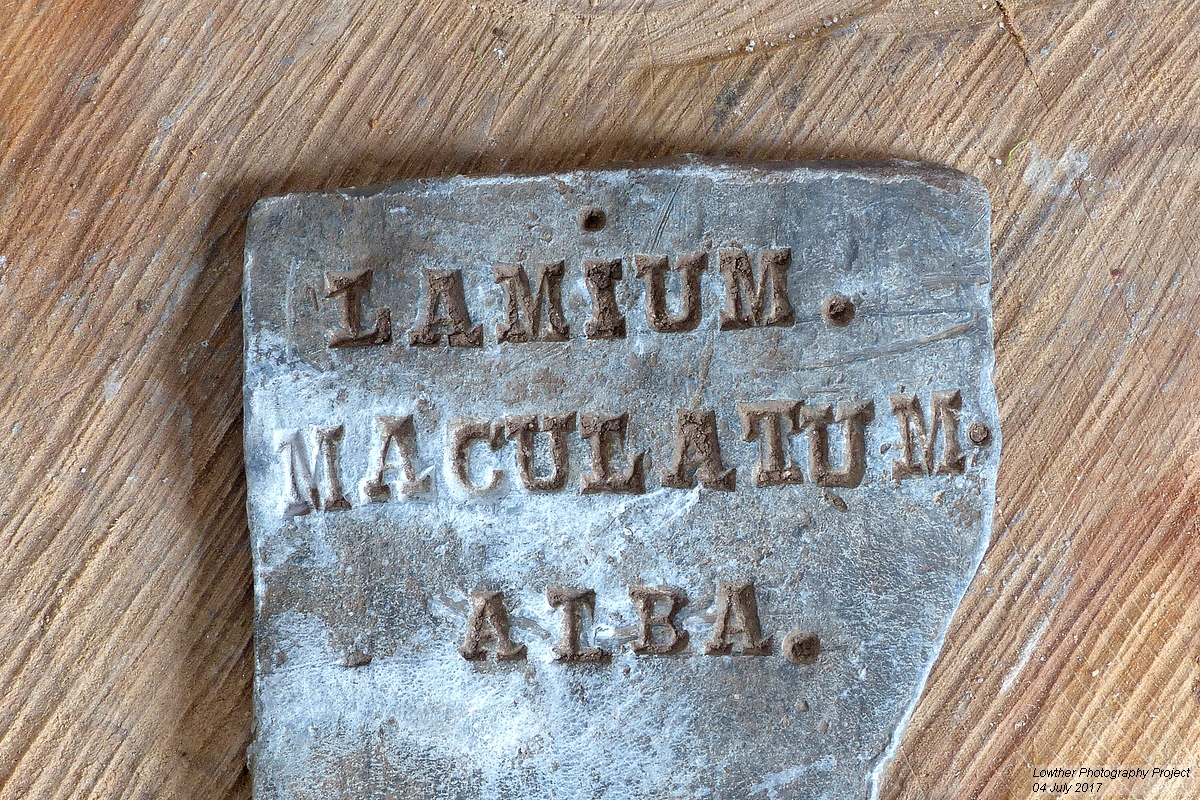 LAMIUM.
MACULATUM.
ALBA.
Lowther Photography Project
04 July 2017